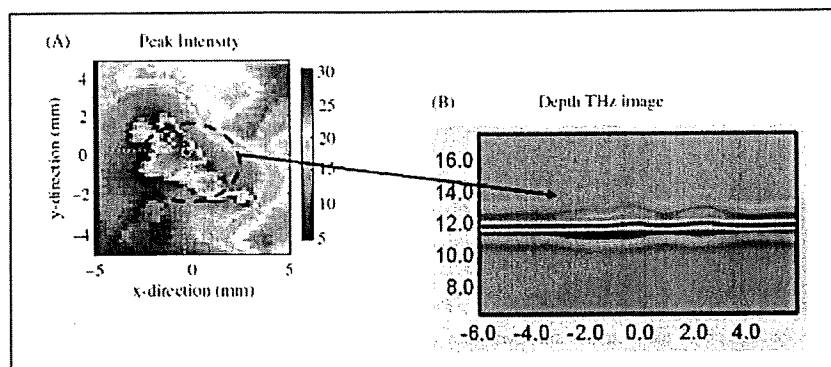 (A) Peak Intensity
4
2
0
−2
−4
y-direction (mm)
−5 0 5
x-direction (mm)
30
25
20
15
10
5
(B) Depth THz image
16.0
14.0
12.0
10.0
8.0
-6.0 -4.0 -2.0 0.0 2.0 4.0